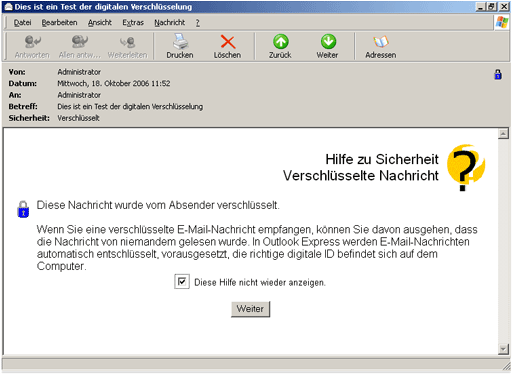 Dies ist ein Test der digitalen Verschlüsselung
Datei Bearbeiten Ansicht Extras Nachricht ?
Antworten Allen antw... Weiterleiten Drucken Löschen Zurück Weiter Adressen
Von: Administrator
Datum: Mittwoch, 18. Oktober 2006 11:52
An: Administrator
Betreff: Dies ist ein Test der digitalen Verschlüsselung
Sicherheit: Verschlüsselt
Hilfe zu Sicherheit
Verschlüsselte Nachricht
Diese Nachricht wurde vom Absender verschlüsselt.
Wenn Sie eine verschlüsselte E-Mail-Nachricht empfangen, können Sie davon ausgehen, dass
die Nachricht von niemandem gelesen wurde. In Outlook Express werden E-Mail-Nachrichten
automatisch entschlüsselt, vorausgesetzt, die richtige digitale ID befindet sich auf dem
Computer.
Diese Hilfe nicht wieder anzeigen.
Weiter